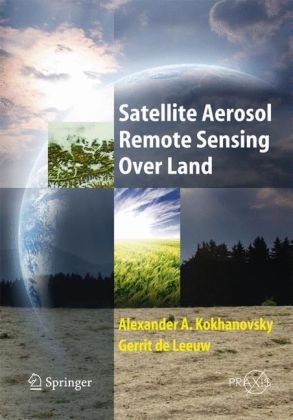 Satellite Aerosol
Remote Sensing
Over Land
Alexander A. Kokhanovsky
Gerrit de Leeuw
Springer
PRAXIS